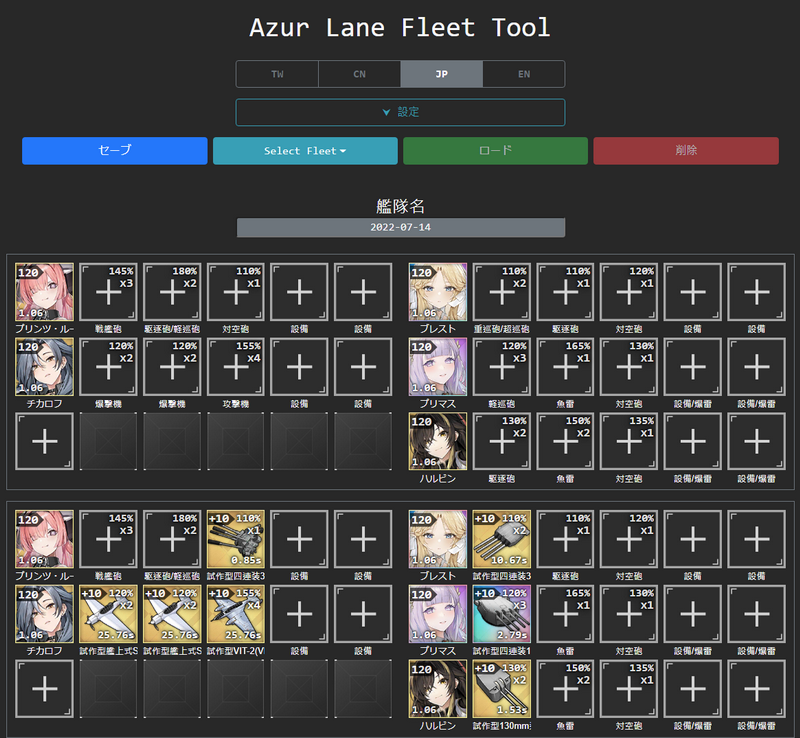 Azur Lane Fleet Tool
TW CN JP EN
設定
セーブ Select Fleet ロード 削除
艦隊名
2022-07-14
120 145% 180% 110% 120 110% 110% 120%
x3 x2 x1 x2 x1 x1
1.06 1.06
プリンツ・ルー 戦艦砲 駆逐砲/軽巡砲 対空砲 設備 設備 ブレスト 重巡砲/超巡砲 駆逐砲 対空砲 設備 設備
120 120% 120% 155% 120 120% 165% 130%
x2 x2 x4 x3 x1 x1
1.06 1.06
チカロフ 爆撃機 爆撃機 攻撃機 設備 設備 プリマス 軽巡砲 魚雷 対空砲 設備/爆雷 設備/爆雷
120 130% 150% 135%
x2 x2 x1
1.06
ハルビン 駆逐砲 魚雷 対空砲 設備/爆雷 設備/爆雷
120 145% 180% +10 110% 120 +10 110% 110% 120%
x3 x2 x1 x2 x1 x1
1.06 0.85s 1.06 10.67s
プリンツ・ルー 戦艦砲 駆逐砲/軽巡砲 試作型四連装3 設備 設備 ブレスト 試作型四連装3 駆逐砲 対空砲 設備 設備
120 +10 120% +10 120% +10 155% 120 +10 120% 165% 130%
x2 x2 x4 x3 x1 x1
1.06 25.76s 25.76s 25.76s 1.06 2.79s
チカロフ 試作型艦上式S 試作型艦上式S 試作型VIT-2(V 設備 設備 プリマス 試作型四連装1 魚雷 対空砲 設備/爆雷 設備/爆雷
120 +10 130% 150% 135%
x2 x2 x1
1.06 1.53s
ハルビン 試作型130mm 魚雷 対空砲 設備/爆雷 設備/爆雷